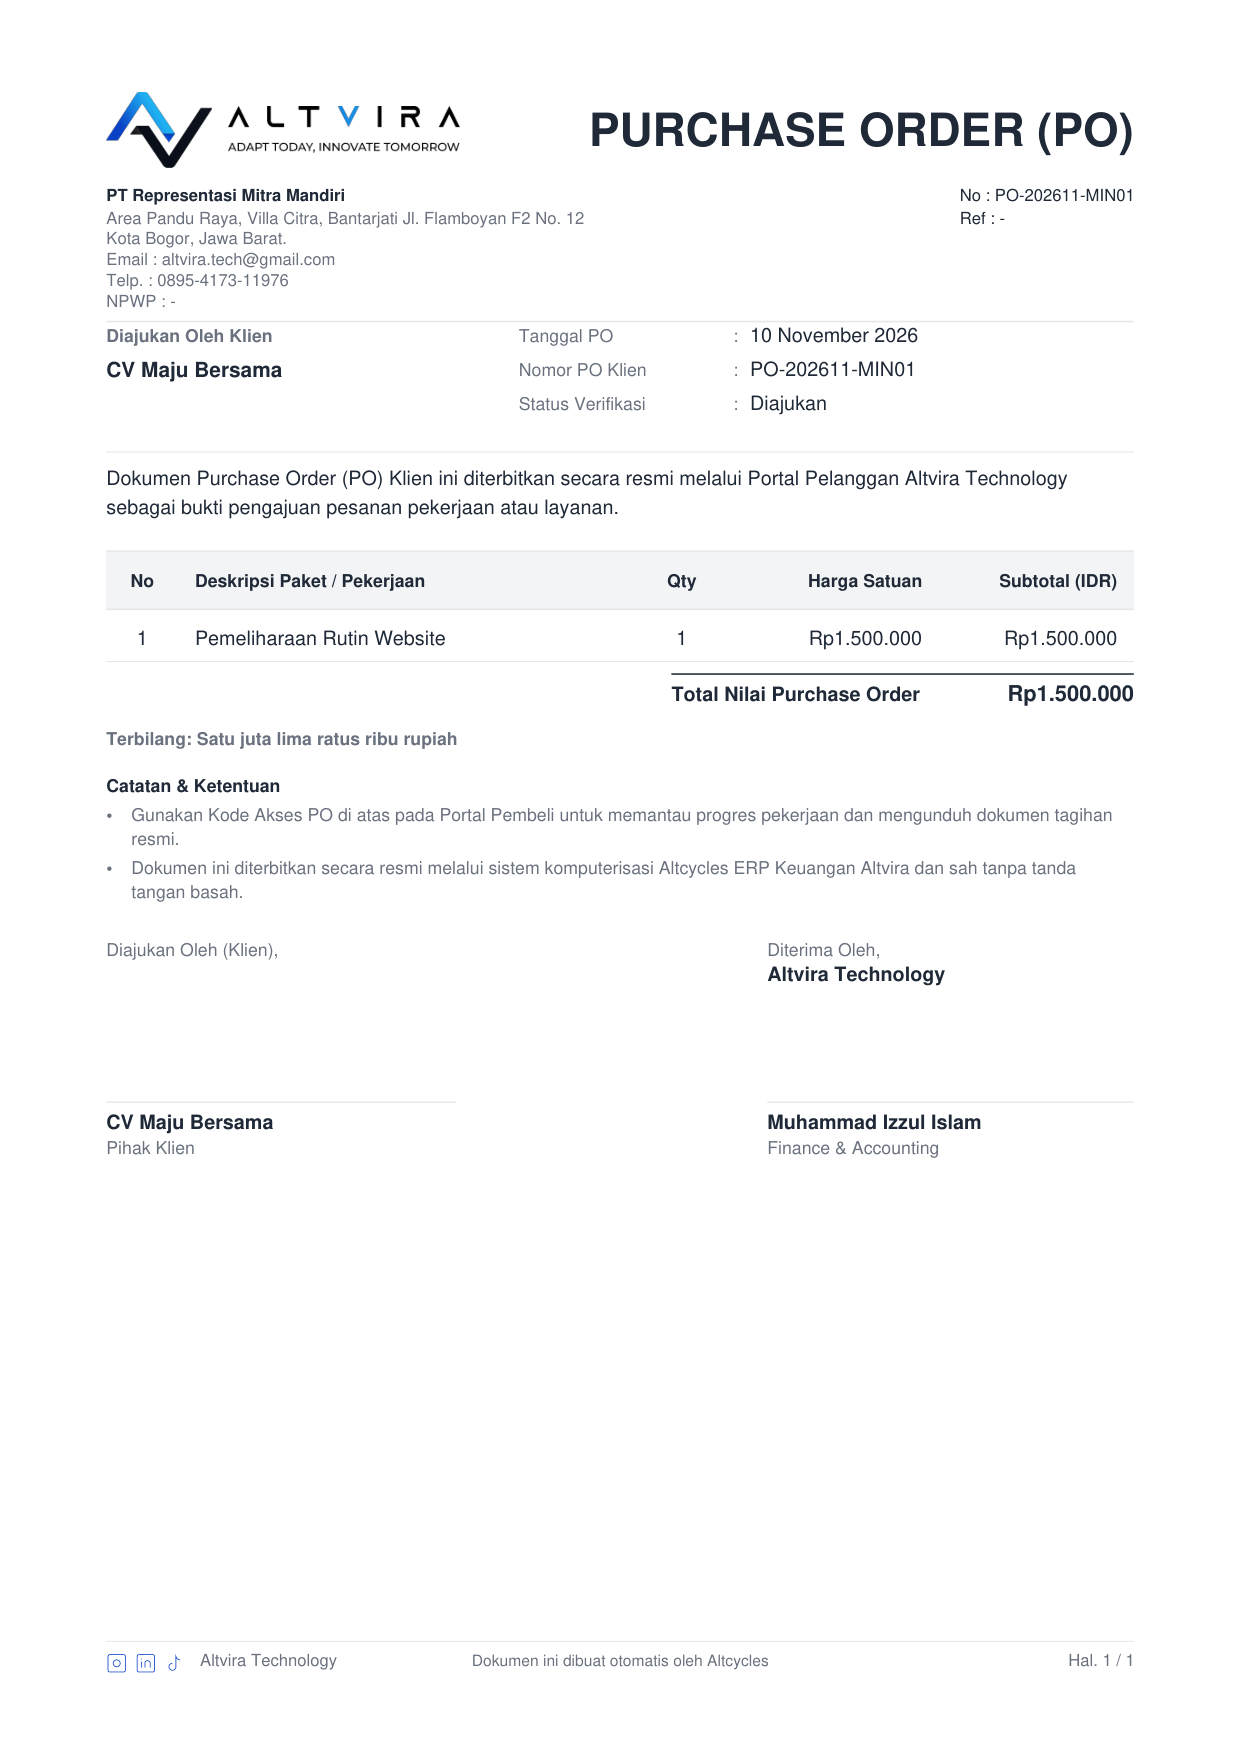 ALTVIRA
ADAPT TODAY, INNOVATE TOMORROW
PURCHASE ORDER (PO)
PT Representasi Mitra Mandiri
Area Pandu Raya, Villa Citra, Bantarjati Jl. Flamboyan F2 No. 12
Kota Bogor, Jawa Barat.
Email : altvira.tech@gmail.com
Telp. : 0895-4173-11976
NPWP : -
No : PO-202611-MIN01
Ref : -
Diajukan Oleh Klien
CV Maju Bersama
Tanggal PO : 10 November 2026
Nomor PO Klien : PO-202611-MIN01
Status Verifikasi : Diajukan
Dokumen Purchase Order (PO) Klien ini diterbitkan secara resmi melalui Portal Pelanggan Altvira Technology
sebagai bukti pengajuan pesanan pekerjaan atau layanan.
No Deskripsi Paket / Pekerjaan Qty Harga Satuan Subtotal (IDR)
1 Pemeliharaan Rutin Website 1 Rp1.500.000 Rp1.500.000
Total Nilai Purchase Order Rp1.500.000
Terbilang: Satu juta lima ratus ribu rupiah
Catatan & Ketentuan
• Gunakan Kode Akses PO di atas pada Portal Pembeli untuk memantau progres pekerjaan dan mengunduh dokumen tagihan
resmi.
• Dokumen ini diterbitkan secara resmi melalui sistem komputerisasi Altcycles ERP Keuangan Altvira dan sah tanpa tanda
tangan basah.
Diajukan Oleh (Klien),
Diterima Oleh,
Altvira Technology
CV Maju Bersama
Pihak Klien
Muhammad Izzul Islam
Finance & Accounting
Altvira Technology Dokumen ini dibuat otomatis oleh Altcycles Hal. 1 / 1